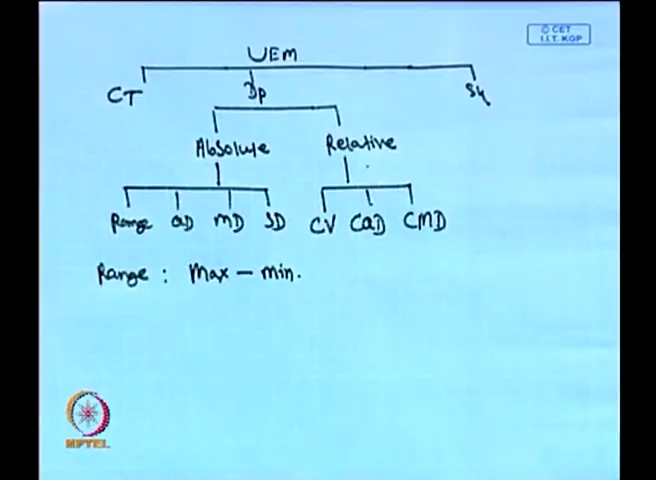 © CET
I.I.T. KGP
UEM
CT Dp Sk
Absolute Relative
Range QD MD SD CV CQD CMD
Range : Max - min.
NPTEL